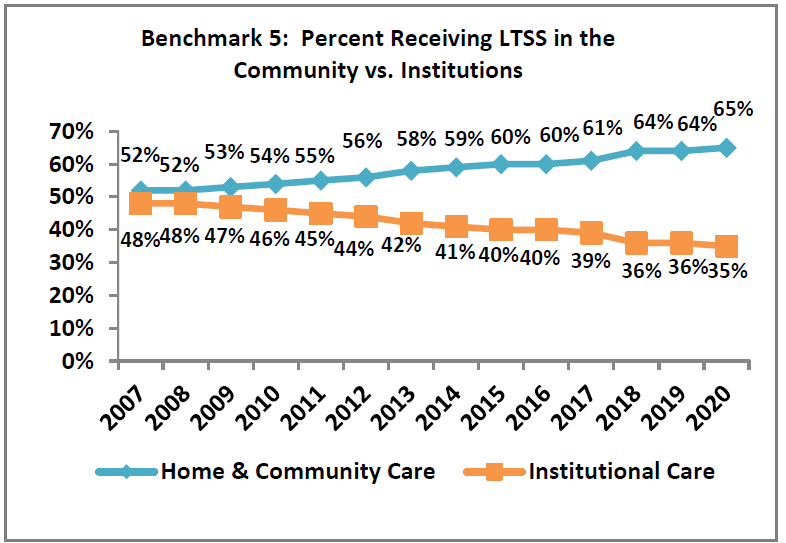 Benchmark 5:  Percent Receiving LTSS in the
Community vs. Institutions
70%
60%
50%
40%
30%
20%
10%
0%
52% 52% 53% 54% 55% 56% 58% 59% 60% 60% 61% 64% 64% 65%
48% 48% 47% 46% 45% 44% 42% 41% 40% 40% 39% 36% 36% 35%
2007 2008 2009 2010 2011 2012 2013 2014 2015 2016 2017 2018 2019 2020
Home & Community Care Institutional Care